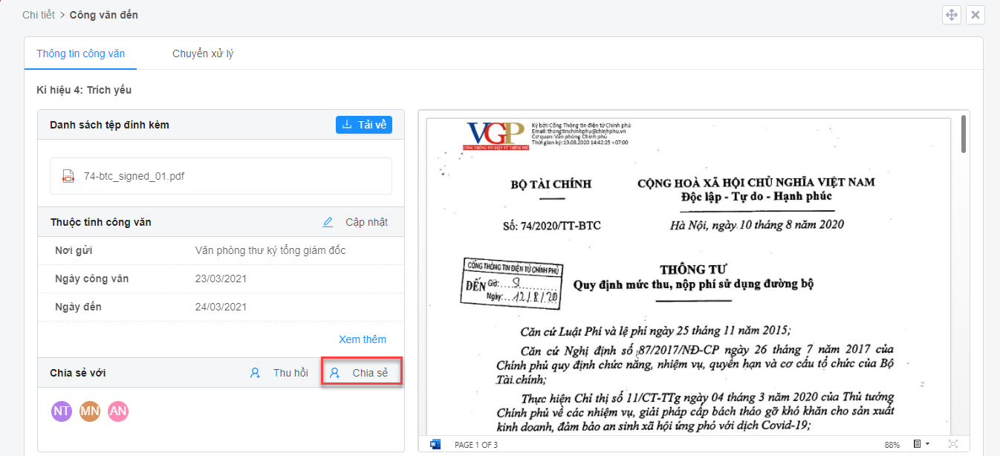 Chi tiết > Công văn đến
Thông tin công văn
Chuyển xử lý
Kí hiệu 4: Trích yếu
Danh sách tệp đính kèm
Tải về
74-btc_signed_01.pdf
Thuộc tính công văn
Cập nhật
Nơi gửi
Văn phòng thư ký tổng giám đốc
Ngày công văn
23/03/2021
Ngày đến
24/03/2021
Xem thêm
Chia sẻ với
Thu hồi
Chia sẻ
NT
MN
AN
VGP
CỔNG THÔNG TIN ĐIỆN TỬ CHÍNH PHỦ
Ký bởi: Cổng Thông tin điện tử Chính phủ
Email: thongtinchinhphu@chinhphu.vn
Cơ quan: Văn phòng Chính phủ
Thời gian ký: 19.08.2020 14:42:25 +07:00
BỘ TÀI CHÍNH
CỘNG HOÀ XÃ HỘI CHỦ NGHĨA VIỆT NAM
Độc lập - Tự do - Hạnh phúc
Số: 74/2020/TT-BTC
Hà Nội, ngày 10 tháng 8 năm 2020
CỔNG THÔNG TIN ĐIỆN TỬ CHÍNH PHỦ
ĐẾN
Giờ: ...S...
Ngày: ...12/8/20
THÔNG TƯ
Quy định mức thu, nộp phí sử dụng đường bộ
Căn cứ Luật Phí và lệ phí ngày 25 tháng 11 năm 2015;
Căn cứ Nghị định số 87/2017/NĐ-CP ngày 26 tháng 7 năm 2017 của
Chính phủ quy định chức năng, nhiệm vụ, quyền hạn và cơ cấu tổ chức của Bộ
Tài chính;
Thực hiện Chỉ thị số 11/CT-TTg ngày 04 tháng 3 năm 2020 của Thủ tướng
Chính phủ về các nhiệm vụ, giải pháp cấp bách tháo gỡ khó khăn cho sản xuất
kinh doanh, đảm bảo an sinh xã hội ứng phó với dịch Covid-19;
PAGE 1 OF 3
88%